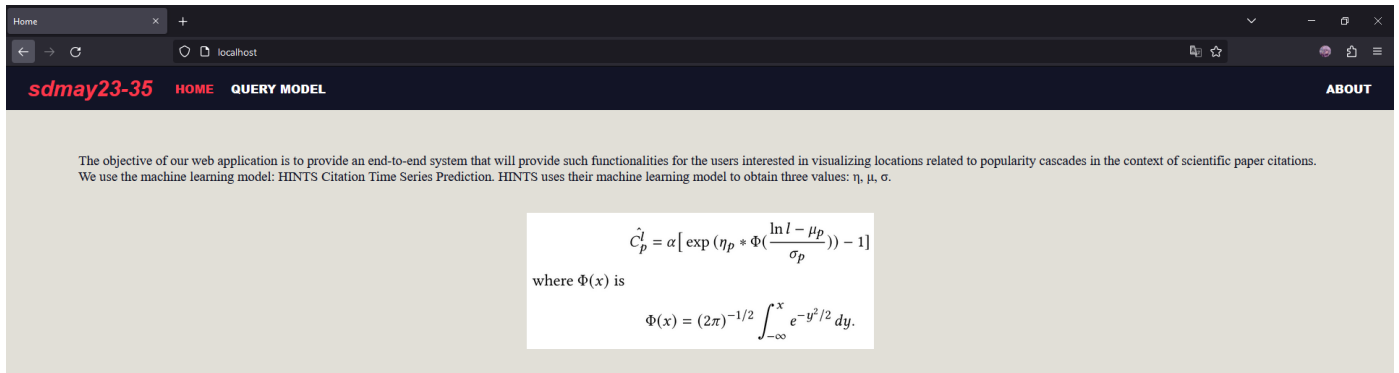 Home
localhost
sdmay23-35 HOME QUERY MODEL ABOUT
The objective of our web application is to provide an end-to-end system that will provide such functionalities for the users interested in visualizing locations related to popularity cascades in the context of scientific paper citations.
We use the machine learning model: HINTS Citation Time Series Prediction. HINTS uses their machine learning model to obtain three values: η, μ, σ.
Ĉ_p^l = α[ exp (η_p * Φ( (ln l − μ_p) / σ_p )) − 1]
where Φ(x) is
Φ(x) = (2π)^{−1/2} ∫_{−∞}^{x} e^{−y²/2} dy.